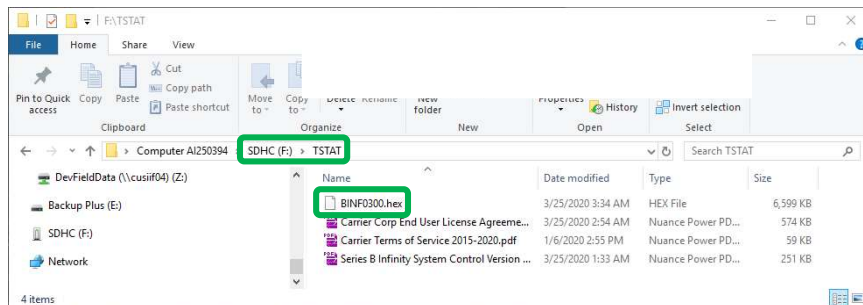 F:\TSTAT
File Home Share View
Pin to Quick access
Copy
Paste
Cut
Copy path
Paste shortcut
Move to
Copy to
Delete Rename
New folder
Properties
History
Invert selection
Clipboard Organize New Open Select
Computer AI250394 SDHC (F:) > TSTAT Search TSTAT
DevFieldData (\\cusiif04) (Z:)
Backup Plus (E:)
SDHC (F:)
Network
Name Date modified Type Size
BINF0300.hex 3/25/2020 3:34 AM HEX File 6,599 KB
Carrier Corp End User License Agreeme... 3/25/2020 2:54 AM Nuance Power PD... 574 KB
Carrier Terms of Service 2015-2020.pdf 1/6/2020 2:55 PM Nuance Power PD... 59 KB
Series B Infinity System Control Version ... 3/25/2020 1:33 AM Nuance Power PD... 251 KB
4 items